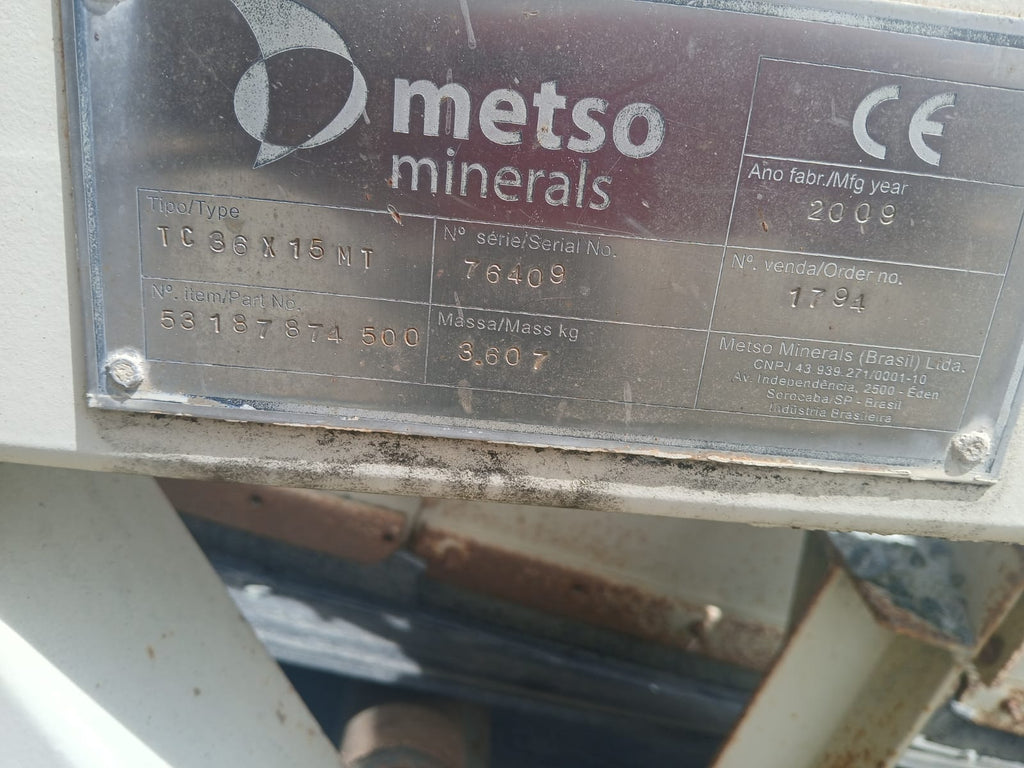 metso
minerals
CE
Ano fabr./Mfg year
2009
Tipo/Type
TC 36 X 15 MT
Nº série/Serial No.
76409
Nº. venda/Order no.
1794
Nº. item/Part No.
53 187 874 500
Massa/Mass kg
3.607
Metso Minerals (Brasil) Ltda.
CNPJ 43.939.271/0001-10
Av. Independência, 2500 - Éden
Sorocaba/SP - Brasil
Indústria Brasileira